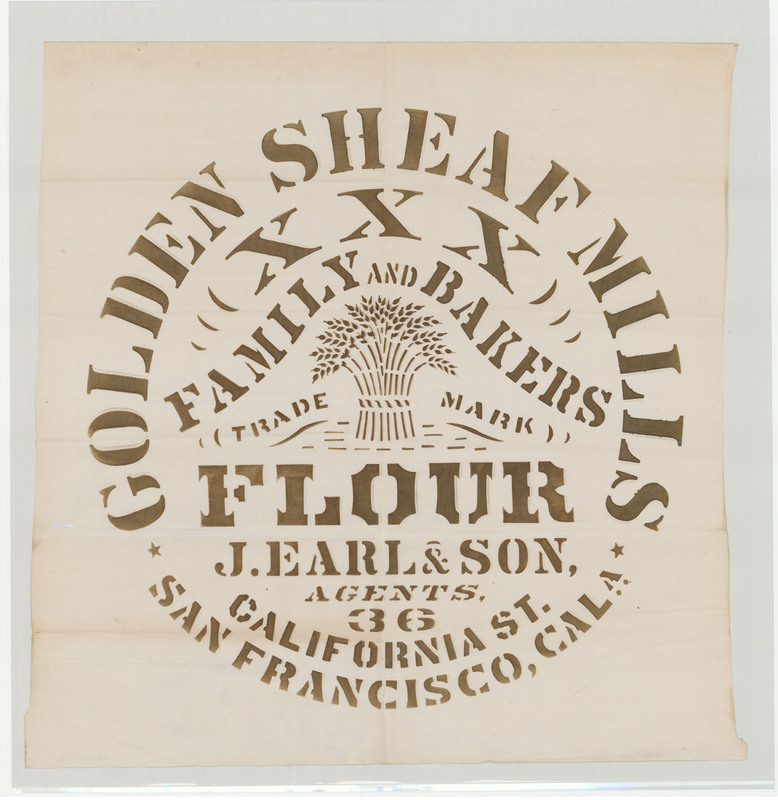 GOLDEN SHEAF MILLS
XXX
FAMILY AND BAKERS
(TRADE MARK)
FLOUR
J. EARL & SON,
AGENTS,
36
CALIFORNIA ST.
SAN FRANCISCO, CALA.